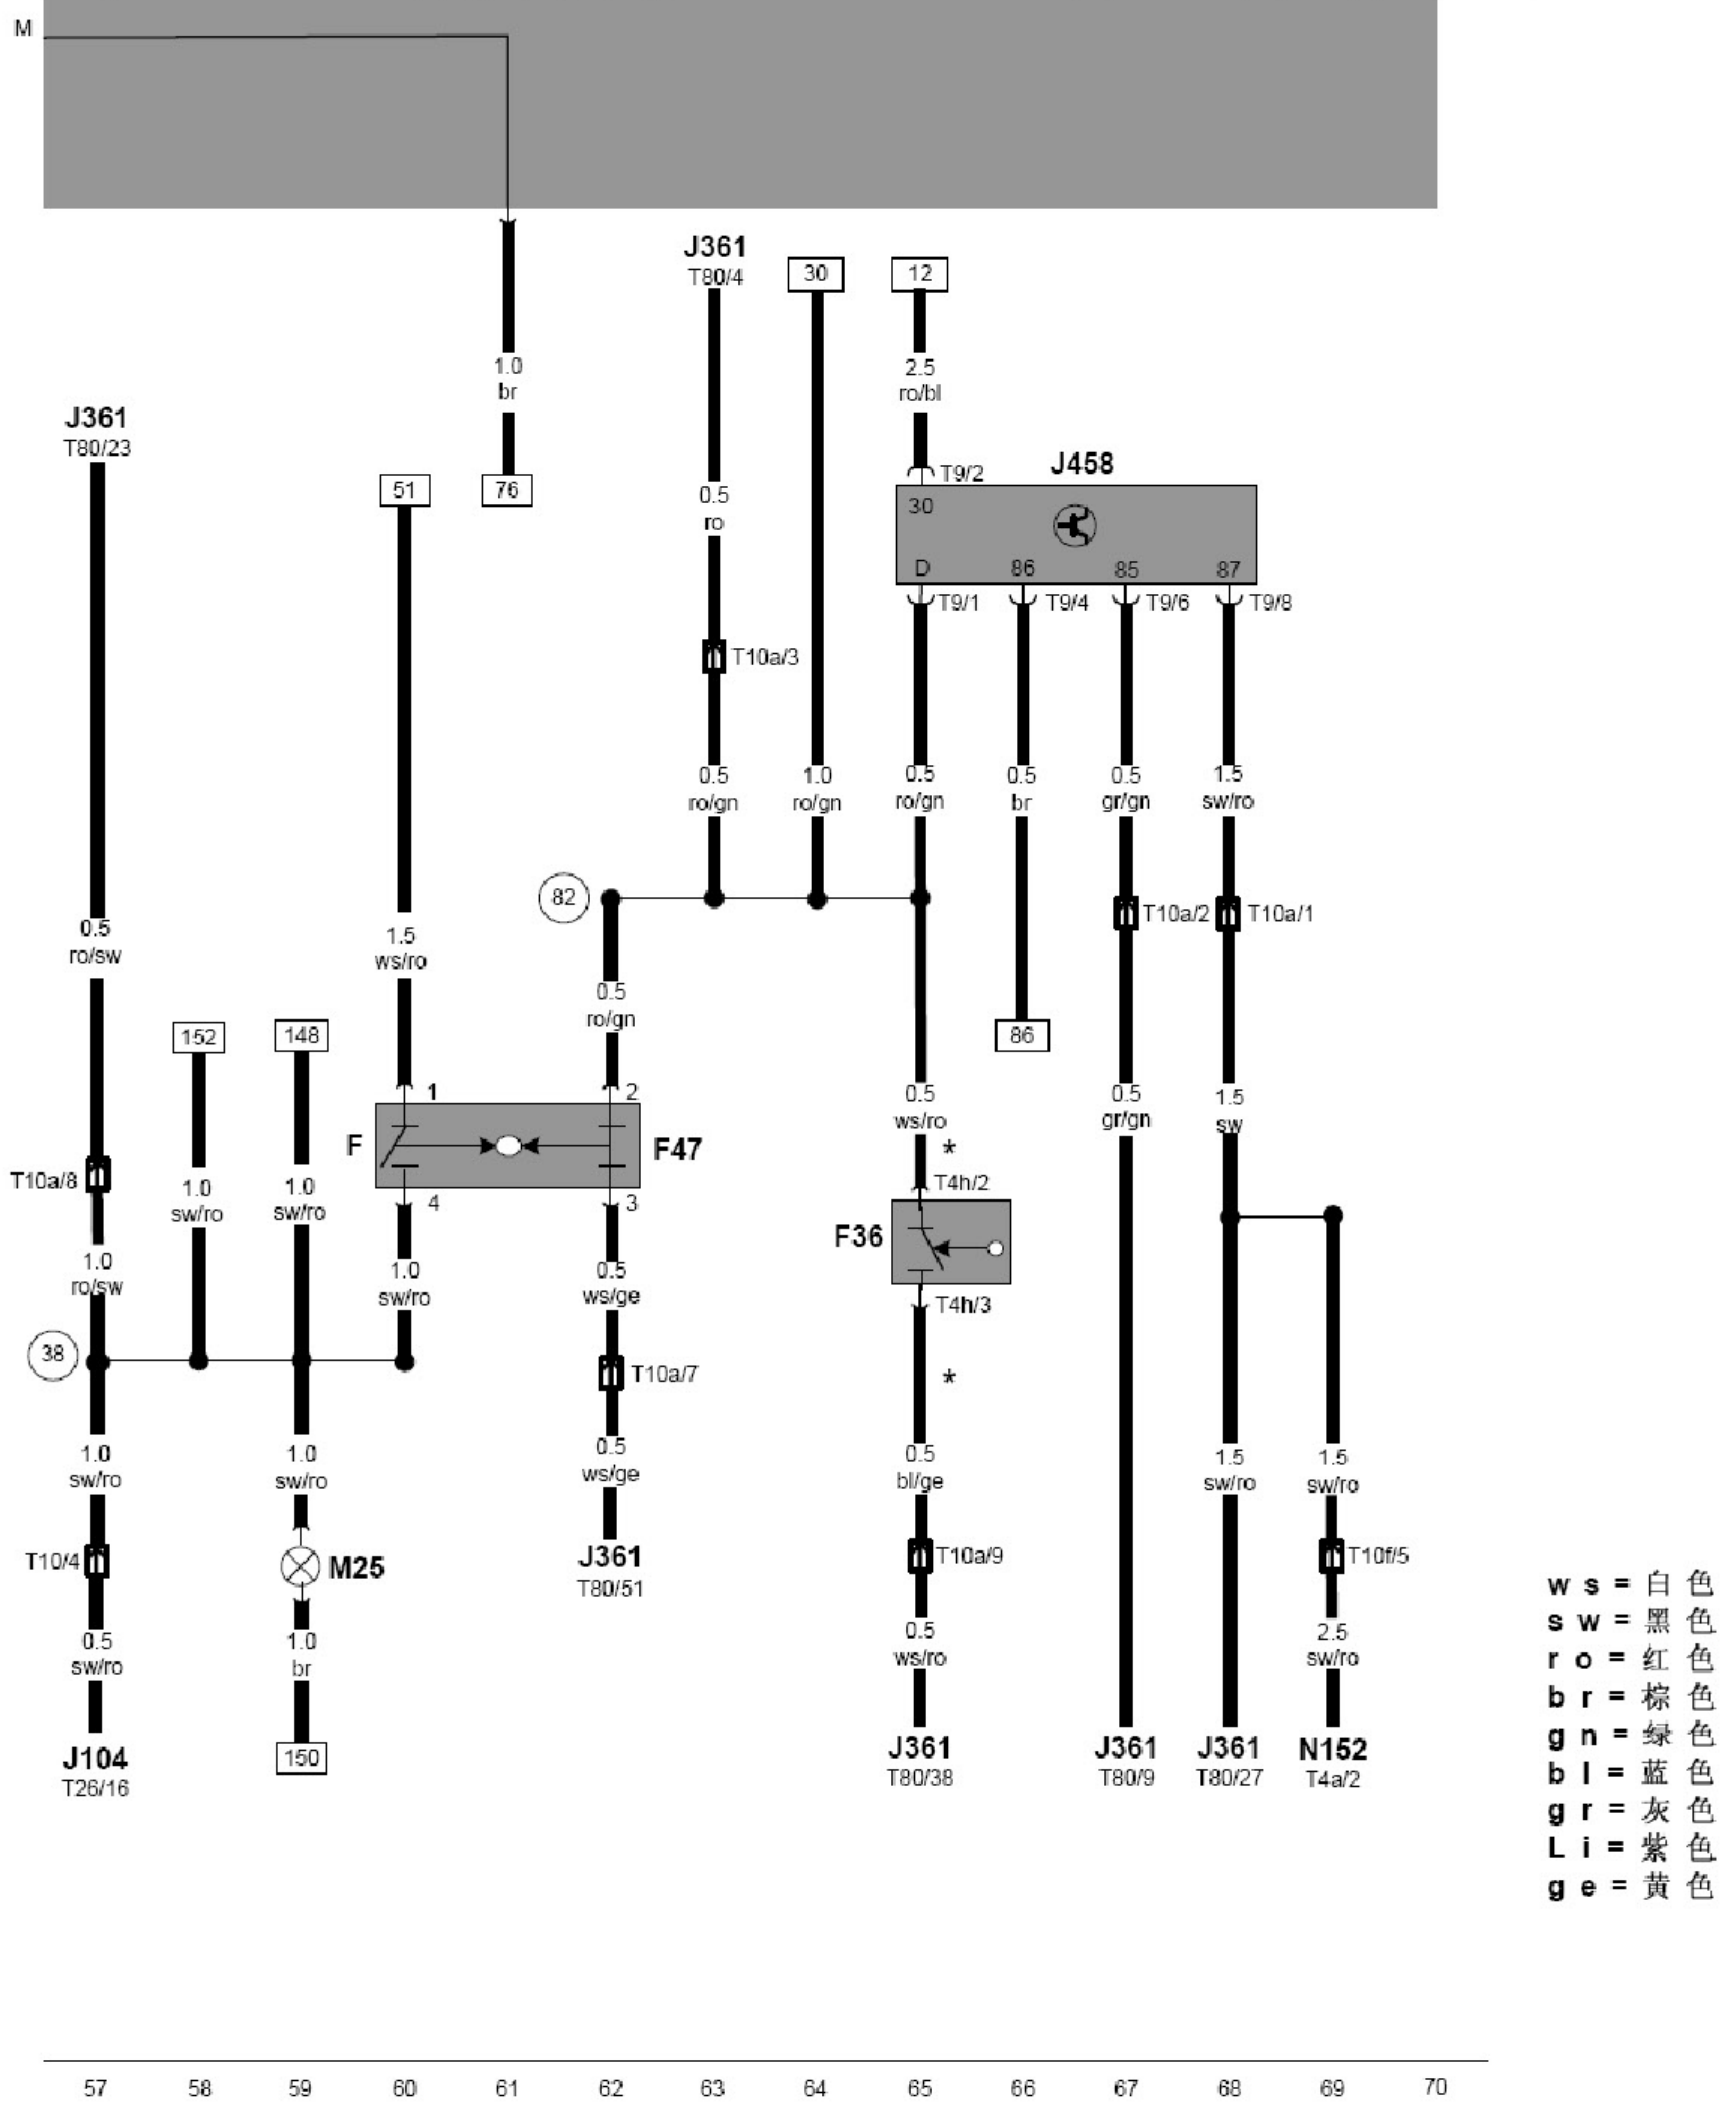 M
J361
T80/4
30
12
1.0
br
2.5
ro/bl
J361
T80/23
T9/2
J458
51
76
0.5
ro
30
D
86
85
87
T9/1
T9/4
T9/6
T9/8
T10a/3
0.5
ro/gn
1.0
ro/gn
0.5
ro/gn
0.5
br
0.5
gr/gn
1.5
sw/ro
82
T10a/2
T10a/1
0.5
ro/sw
1.5
ws/ro
0.5
ro/gn
152
148
86
1
2
0.5
ws/ro
0.5
gr/gn
1.5
sw
F
F47
*
T10a/8
1.0
sw/ro
1.0
sw/ro
T4h/2
4
3
F36
1.0
ro/sw
1.0
sw/ro
0.5
ws/ge
T4h/3
38
T10a/7
*
1.0
sw/ro
1.0
sw/ro
0.5
ws/ge
0.5
bl/ge
1.5
sw/ro
1.5
sw/ro
T10/4
M25
J361
T80/51
T10a/9
T10f/5
0.5
sw/ro
1.0
br
0.5
ws/ro
2.5
sw/ro
J104
T26/16
150
J361
T80/38
J361
T80/9
J361
T80/27
N152
T4a/2
ws=白色
sw=黑色
ro=红色
br=棕色
gn=绿色
bl=蓝色
gr=灰色
Li=紫色
ge=黄色
57 58 59 60 61 62 63 64 65 66 67 68 69 70